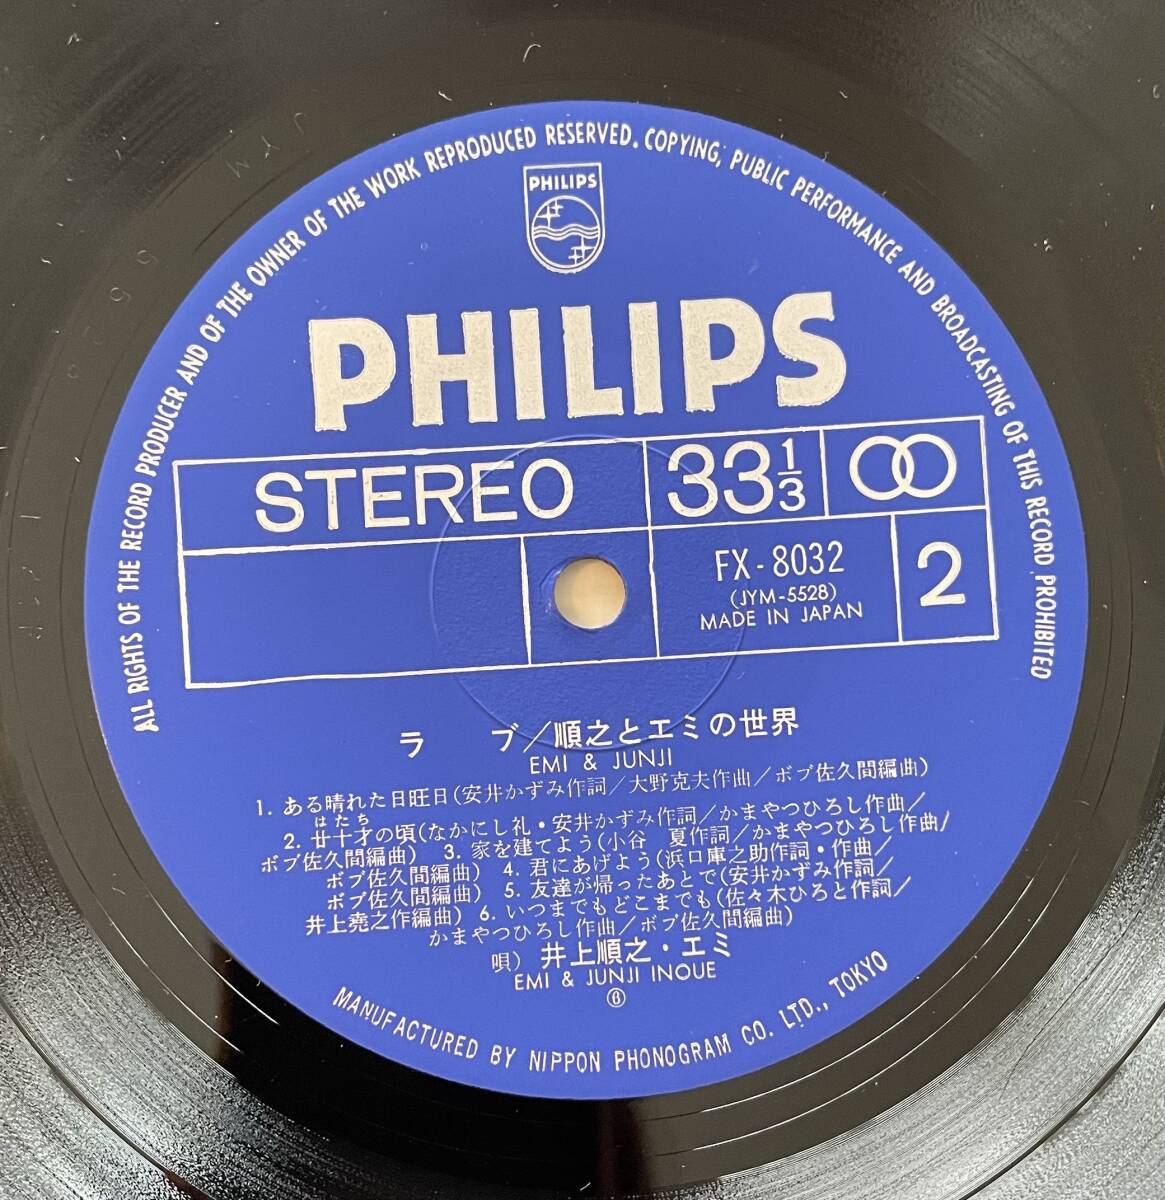 ALL RIGHTS OF THE RECORD PRODUCER AND OF THE OWNER OF THE WORK REPRODUCED RESERVED. COPYING, PUBLIC PERFORMANCE AND BROADCASTING OF THIS RECORD PROHIBITED
PHILIPS
PHILIPS
STEREO
33 1/3
FX-8032
(JYM-5528)
MADE IN JAPAN
2
ラ ブ/順之とエミの世界
EMI & JUNJI
1. ある晴れた日旺日(安井かずみ作詞/大野克夫作曲/ボブ佐久間編曲)
はたち
2. 廿十才の頃(なかにし礼・安井かずみ作詞/かまやつひろし作曲/
ボブ佐久間編曲) 3. 家を建てよう(小谷 夏作詞/かまやつひろし作曲/
ボブ佐久間編曲) 4. 君にあげよう(浜口庫之助作詞・作曲/
ボブ佐久間編曲) 5. 友達が帰ったあとで(安井かずみ作詞/
井上堯之作編曲) 6. いつまでもどこまでも(佐々木ひろと作詞/
かまやつひろし作曲/ボブ佐久間編曲)
唄) 井上順之・エミ
EMI & JUNJI INOUE
MANUFACTURED BY NIPPON PHONOGRAM CO. LTD., TOKYO